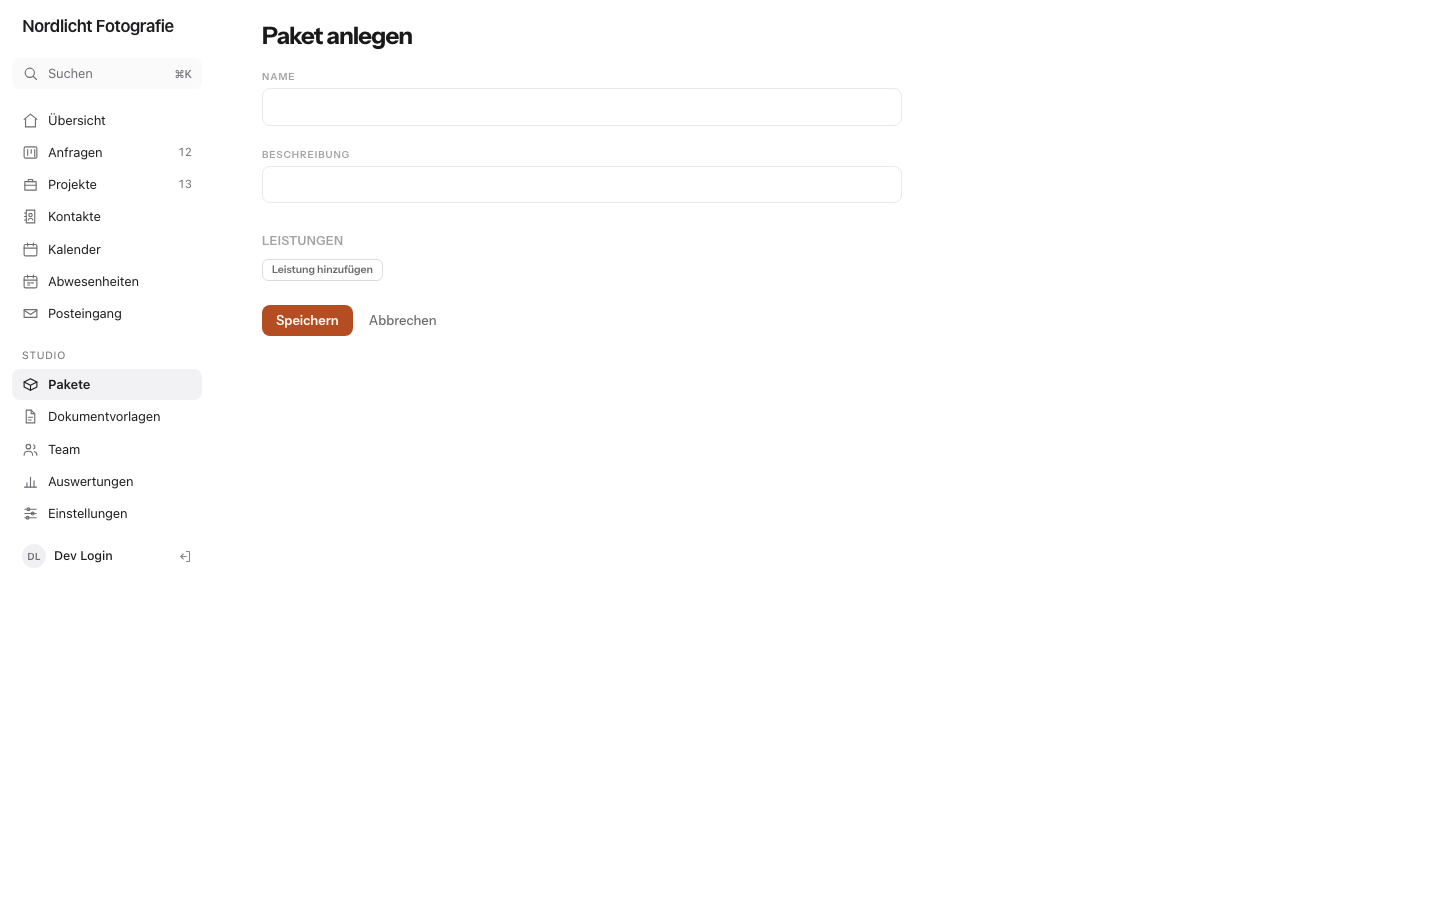 Nordlicht Fotografie
Suchen ⌘K
Übersicht
Anfragen 12
Projekte 13
Kontakte
Kalender
Abwesenheiten
Posteingang
STUDIO
Pakete
Dokumentvorlagen
Team
Auswertungen
Einstellungen
DL Dev Login
Paket anlegen
NAME
BESCHREIBUNG
LEISTUNGEN
Leistung hinzufügen
Speichern Abbrechen